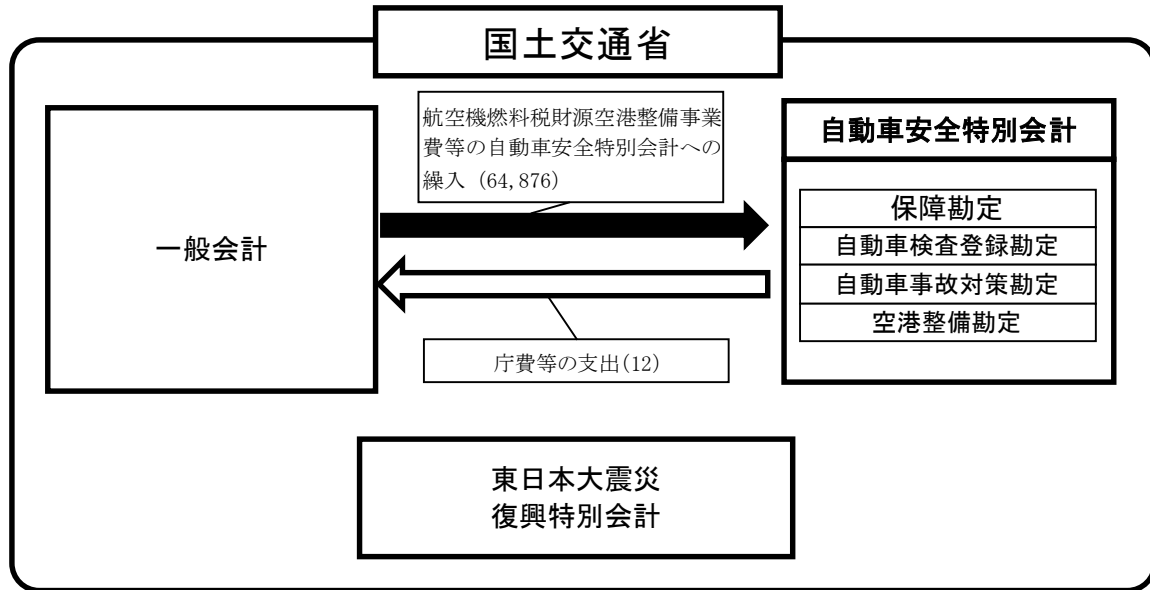 国土交通省
一般会計
航空機燃料税財源空港整備事業
費等の自動車安全特別会計への
繰入（64,876）
庁費等の支出(12)
自動車安全特別会計
保障勘定
自動車検査登録勘定
自動車事故対策勘定
空港整備勘定
東日本大震災
復興特別会計